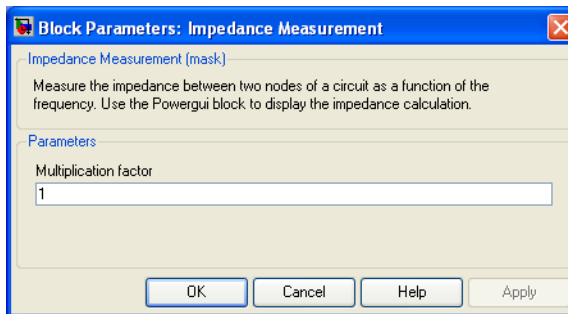 Block Parameters: Impedance Measurement
Impedance Measurement (mask)
Measure the impedance between two nodes of a circuit as a function of the
frequency. Use the Powergui block to display the impedance calculation.
Parameters
Multiplication factor
1
OK Cancel Help Apply